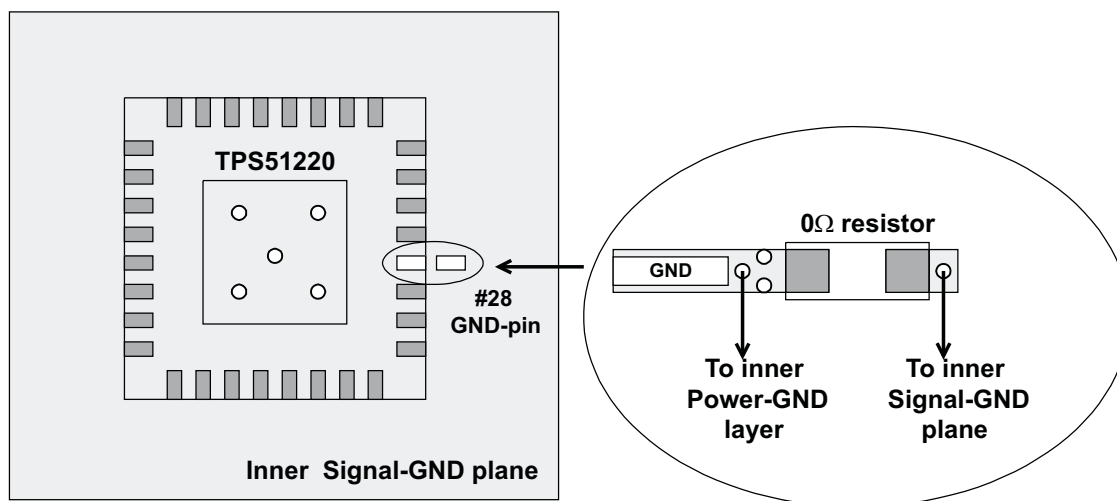 TPS51220
#28
GND-pin
Inner Signal-GND plane
0Ω resistor
GND
To inner
Power-GND
layer
To inner
Signal-GND
plane